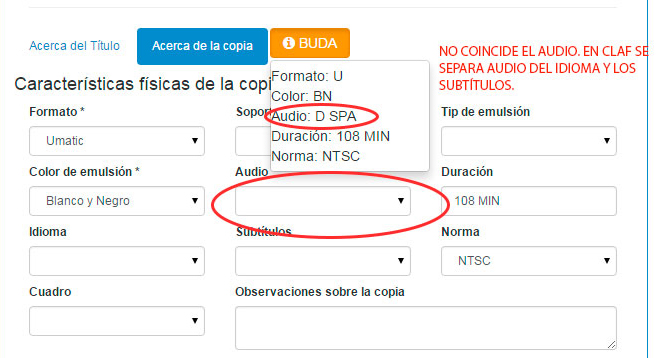 Acerca del Título
Acerca de la copia
BUDA
NO COINCIDE EL AUDIO. EN CLAF SE
SEPARA AUDIO DEL IDIOMA Y LOS
SUBTÍTULOS.
Formato: U
Color: BN
Audio: D SPA
Duración: 108 MIN
Norma: NTSC
Características físicas de la copi
Formato *
Soport
Tip de emulsión
Umatic
Color de emulsión *
Audio
Duración
Blanco y Negro
108 MIN
Idioma
Subtítulos
Norma
NTSC
Cuadro
Observaciones sobre la copia